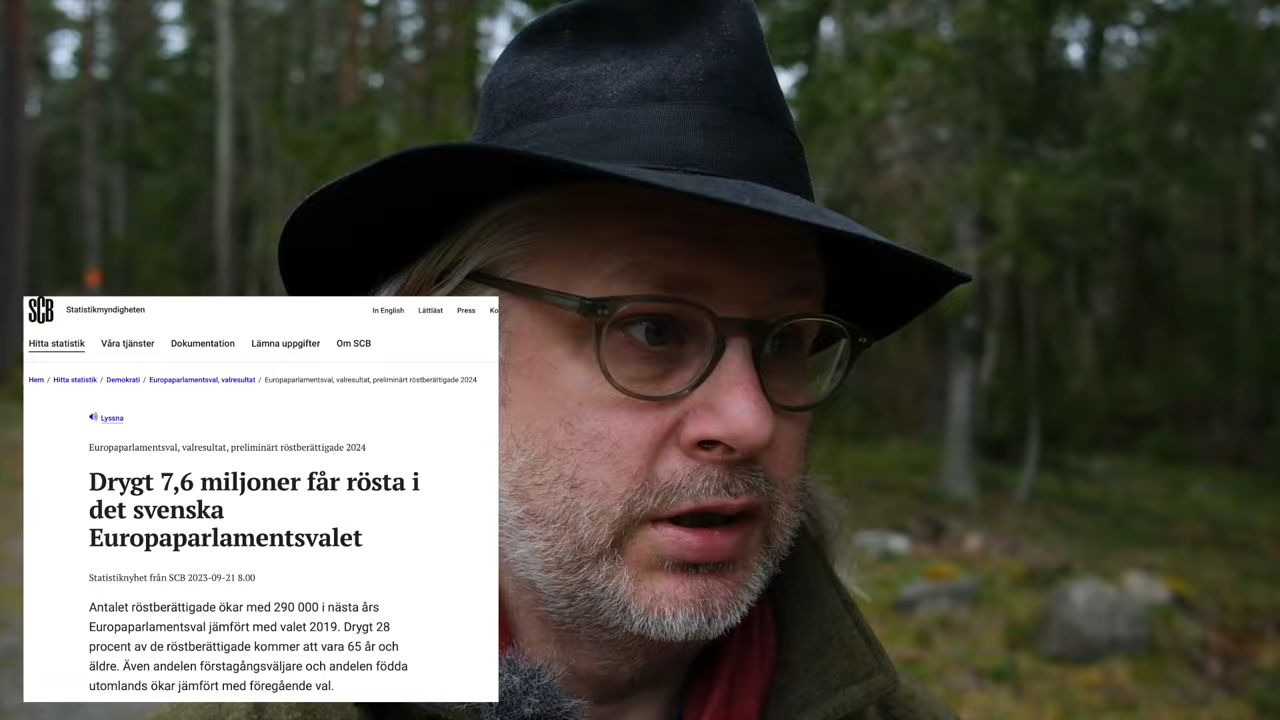 SCB Statistikmyndigheten
In English Lättläst Press
Hitta statistik Våra tjänster Dokumentation Lämna uppgifter Om SCB
Hem / Hitta statistik / Demokrati / Europaparlamentsval, valresultat / Europaparlamentsval, valresultat, preliminärt röstberättigade 2024
Lyssna
Europaparlamentsval, valresultat, preliminärt röstberättigade 2024
Drygt 7,6 miljoner får rösta i
det svenska
Europaparlamentsvalet
Statistiknyhet från SCB 2023-09-21 8.00
Antalet röstberättigade ökar med 290 000 i nästa års
Europaparlamentsval jämfört med valet 2019. Drygt 28
procent av de röstberättigade kommer att vara 65 år och
äldre. Även andelen förstagångsväljare och andelen födda
utomlands ökar jämfört med föregående val.